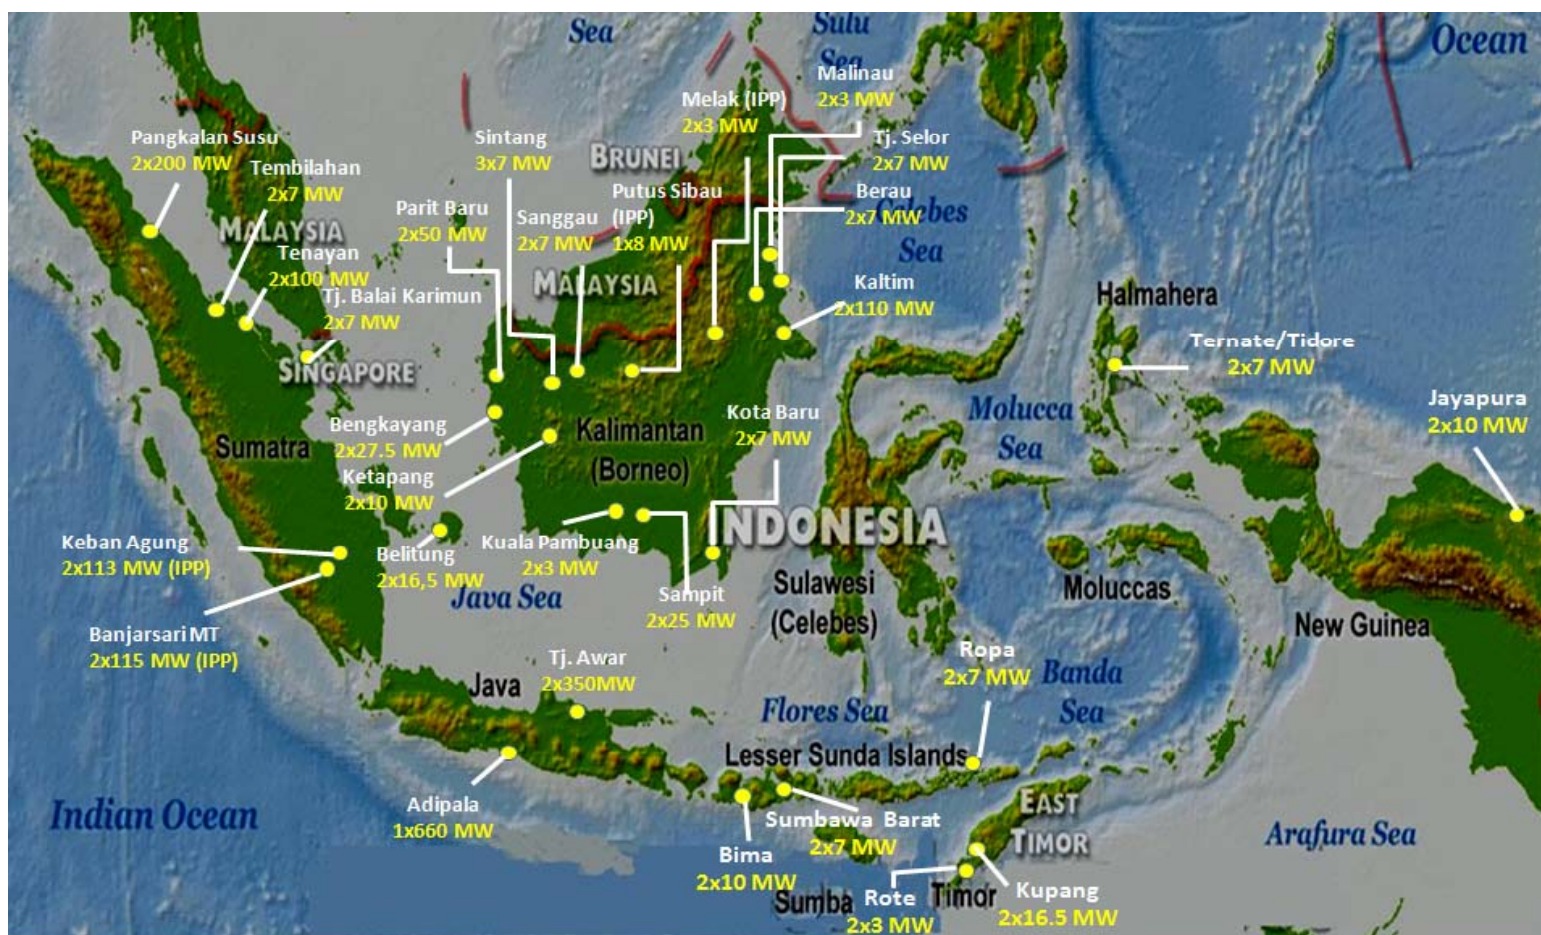 Sea
Sulu
Sea
Ocean
Malinau
2x3 MW
Melak (IPP)
2x3 MW
Pangkalan Susu
2x200 MW
Sintang
3x7 MW
Tj. Selor
2x7 MW
BRUNEI
Tembilahan
2x7 MW
Putus Sibau
(IPP)
1x8 MW
Berau
2x7 MW
Celebes
Sea
Parit Baru
2x50 MW
Sanggau
2x7 MW
MALAYSIA
Tenayan
2x100 MW
MALAYSIA
Kaltim
2x110 MW
Halmahera
Tj. Balai Karimun
2x7 MW
Ternate/Tidore
2x7 MW
SINGAPORE
Jayapura
2x10 MW
Molucca
Sea
Kota Baru
2x7 MW
Bengkayang
2x27.5 MW
Kalimantan
(Borneo)
Sumatra
Ketapang
2x10 MW
INDONESIA
Keban Agung
2x113 MW (IPP)
Belitung
2x16,5 MW
Kuala Pambuang
2x3 MW
Java Sea
Sampit
2x25 MW
Sulawesi
(Celebes)
Moluccas
New Guinea
Banjarsari MT
2x115 MW (IPP)
Ropa
2x7 MW
Tj. Awar
2x350MW
Java
Banda
Sea
Flores Sea
Lesser Sunda Islands
Indian Ocean
Adipala
1x660 MW
EAST
TIMOR
Sumbawa Barat
2x7 MW
Arafura Sea
Bima
2x10 MW
Sumba
Rote
2x3 MW
Timor
Kupang
2x16.5 MW